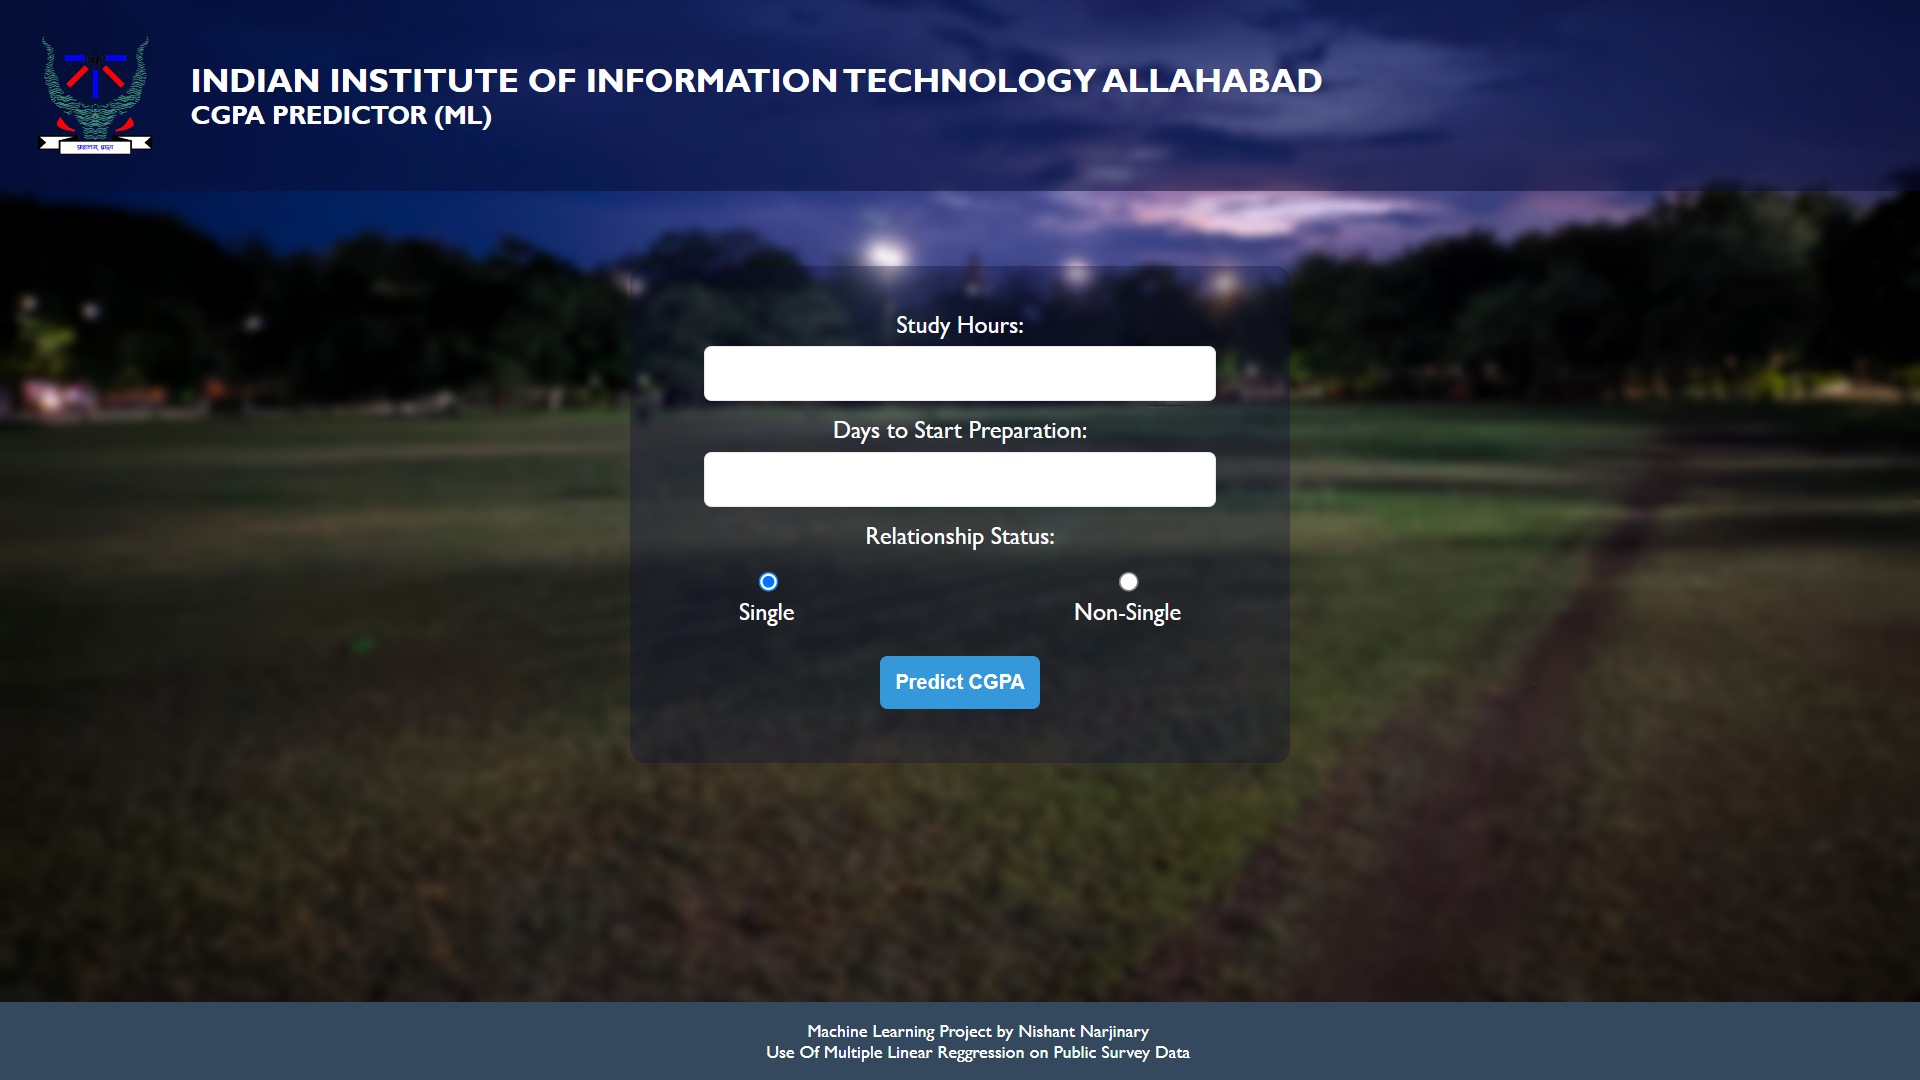 INDIAN INSTITUTE OF INFORMATION TECHNOLOGY ALLAHABAD
CGPA PREDICTOR (ML)
Study Hours:
Days to Start Preparation:
Relationship Status:
Single Non-Single
Predict CGPA
Machine Learning Project by Nishant Narjinary
Use Of Multiple Linear Reggression on Public Survey Data